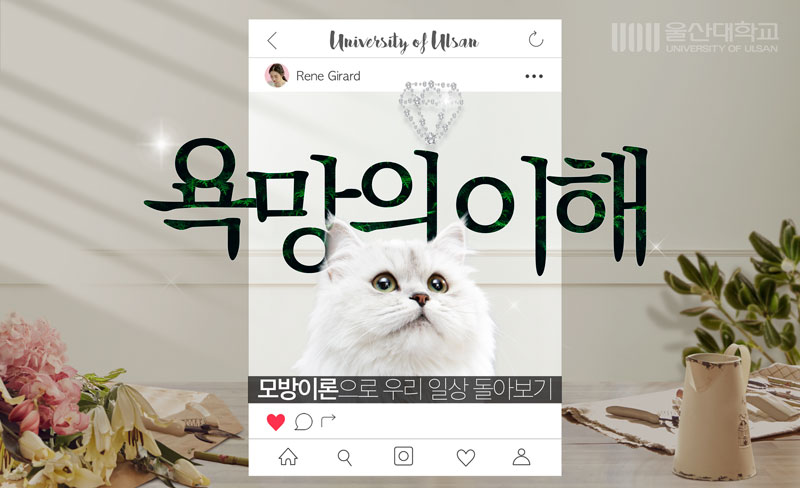 University of Ulsan
울산대학교
UNIVERSITY OF ULSAN
Rene Girard
욕망의 이해
모방이론으로 우리 일상 돌아보기